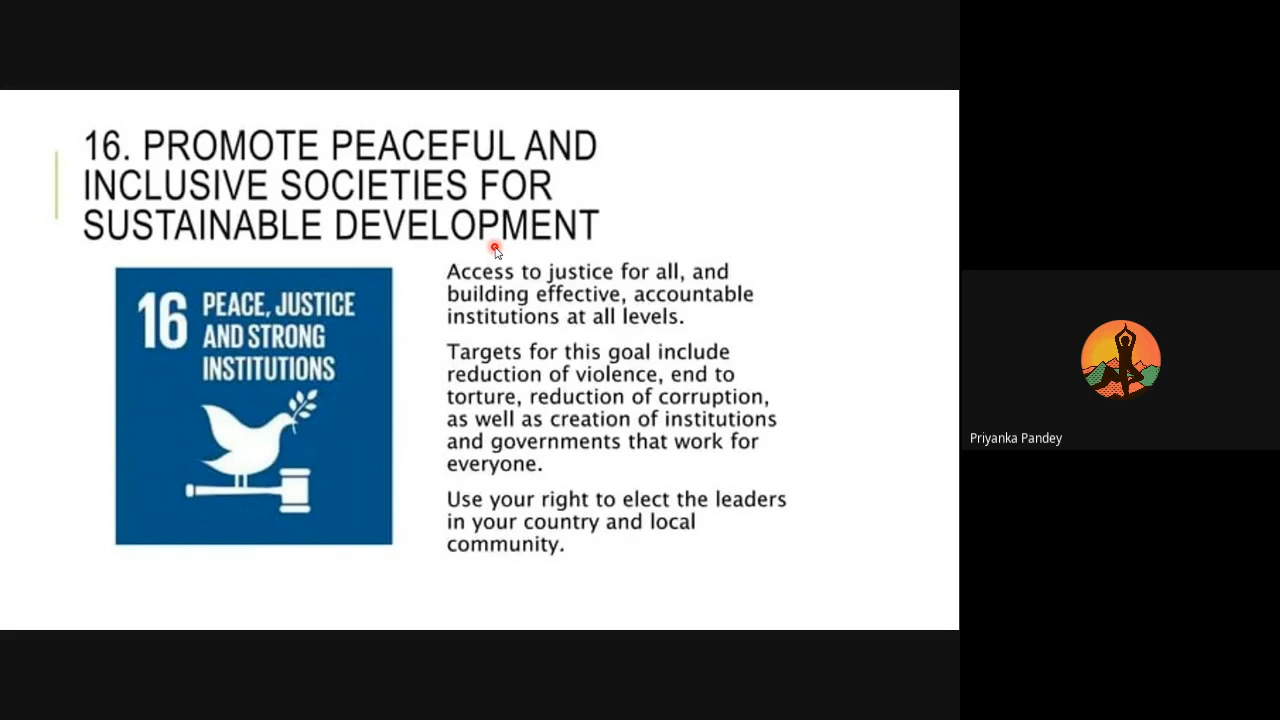 16. PROMOTE PEACEFUL AND
INCLUSIVE SOCIETIES FOR
SUSTAINABLE DEVELOPMENT
16 PEACE, JUSTICE
AND STRONG
INSTITUTIONS
Access to justice for all, and
building effective, accountable
institutions at all levels.
Targets for this goal include
reduction of violence, end to
torture, reduction of corruption,
as well as creation of institutions
and governments that work for
everyone.
Use your right to elect the leaders
in your country and local
community.
Priyanka Pandey